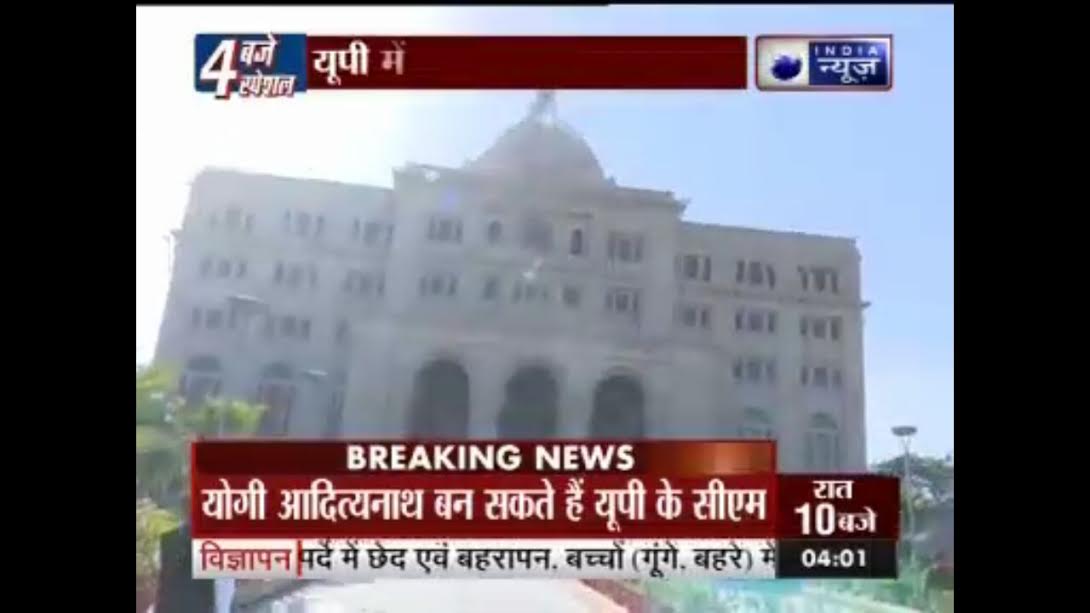 4 बजे
स्पेशल
यूपी में
INDIA
न्यूज़
BREAKING NEWS
योगी आदित्यनाथ बन सकते हैं यूपी के सीएम
रात
10 बजे
विज्ञापन पर्दे में छेद एवं बहरापन. बच्चों (गूंगे. बहरे) में
04:01